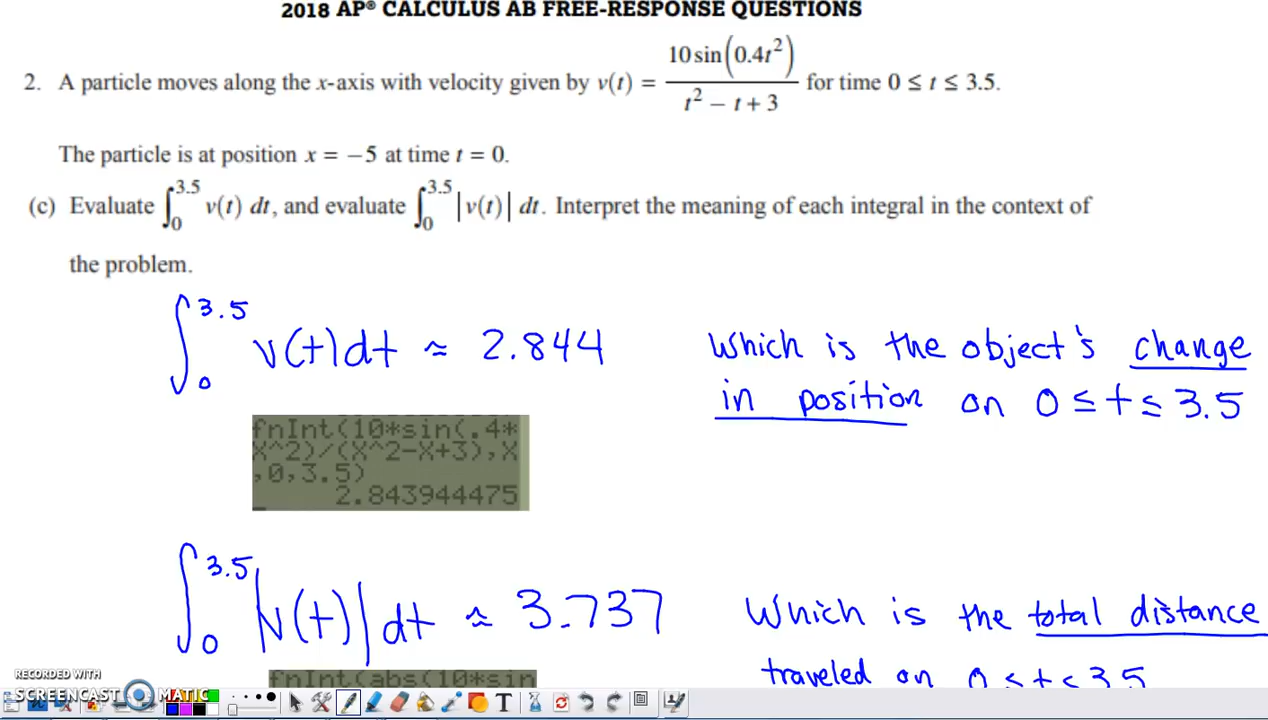 2018 AP® CALCULUS AB FREE-RESPONSE QUESTIONS
2. A particle moves along the x-axis with velocity given by v(t) = 10 sin(0.4t²) / (t² − t + 3) for time 0 ≤ t ≤ 3.5.
The particle is at position x = −5 at time t = 0.
(c) Evaluate ∫₀^3.5 v(t) dt, and evaluate ∫₀^3.5 |v(t)| dt. Interpret the meaning of each integral in the context of
the problem.
∫₀^3.5 v(t)dt ≈ 2.844 Which is the object's change
in position on 0 ≤ t ≤ 3.5
fnInt(10*sin(.4*
X^2)/(X^2-X+3),X
,0,3.5)
2.843944475
∫₀^3.5 |v(t)|dt ≈ 3.737 Which is the total distance
traveled on 0 ≤ t ≤ 3.5
fnInt(abs(10*sin
RECORDED WITH
SCREENCAST MATIC
T